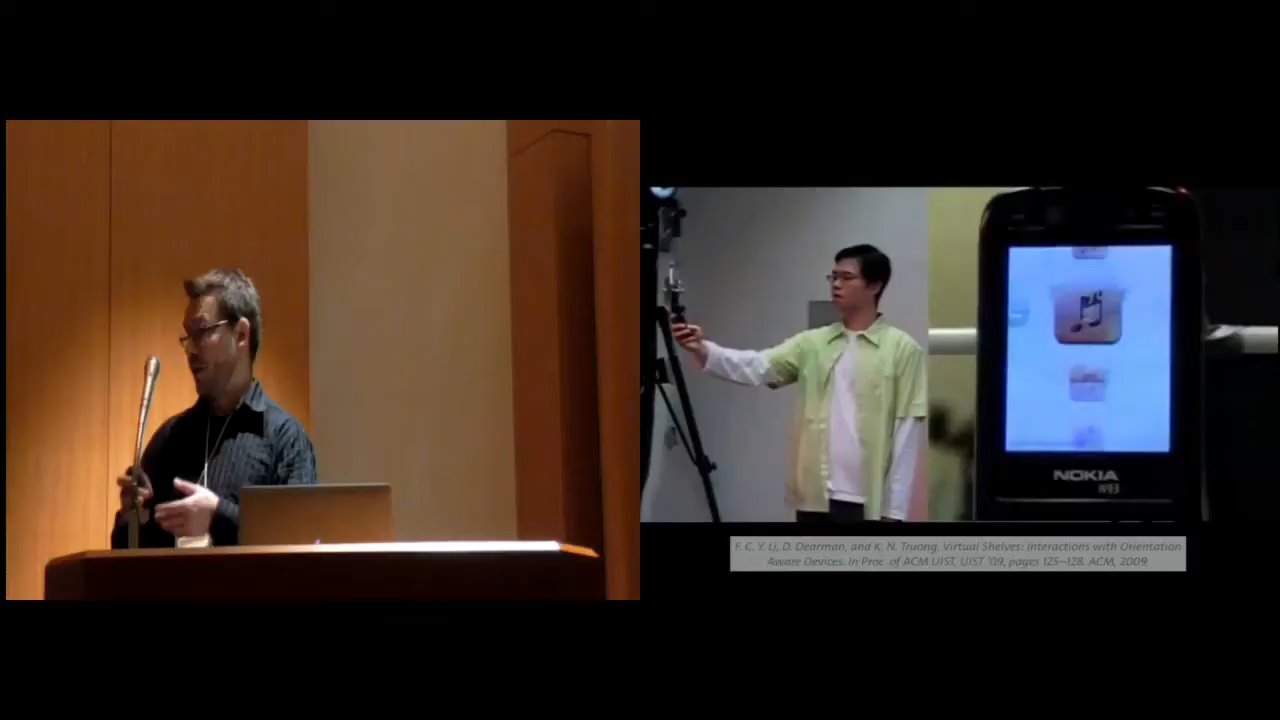 NOKIA
N93
F. C. Y. Li, D. Dearman, and K. N. Truong. Virtual Shelves: Interactions with Orientation
Aware Devices. In Proc. of ACM UIST, UIST '09, pages 125–128. ACM, 2009.